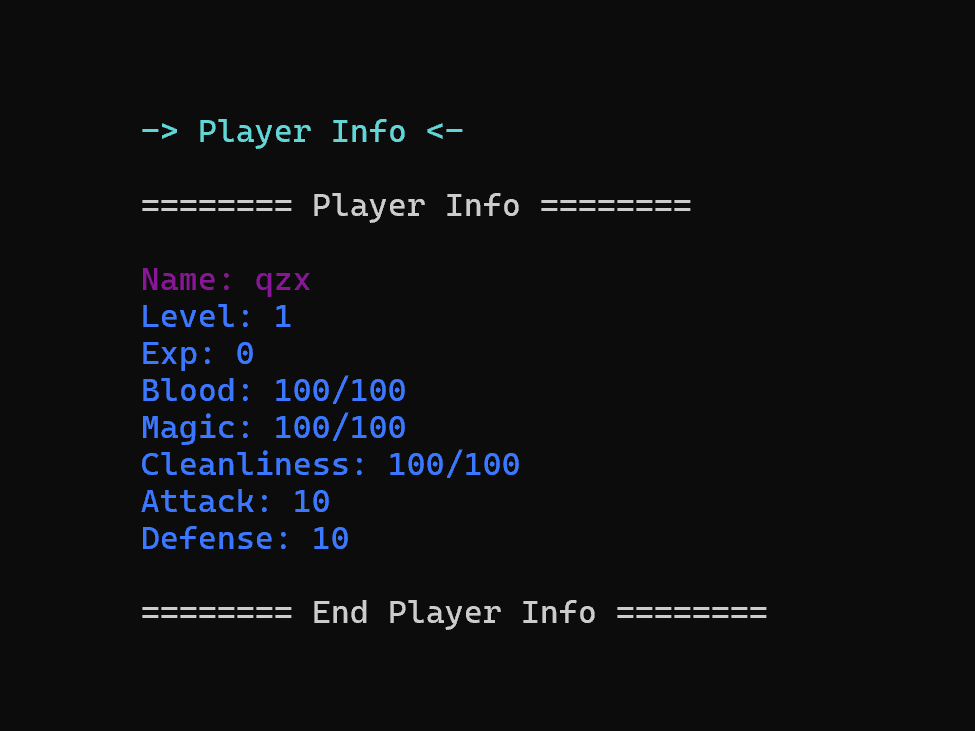 -> Player Info <-
======== Player Info ========
Name: qzx
Level: 1
Exp: 0
Blood: 100/100
Magic: 100/100
Cleanliness: 100/100
Attack: 10
Defense: 10
======== End Player Info ========